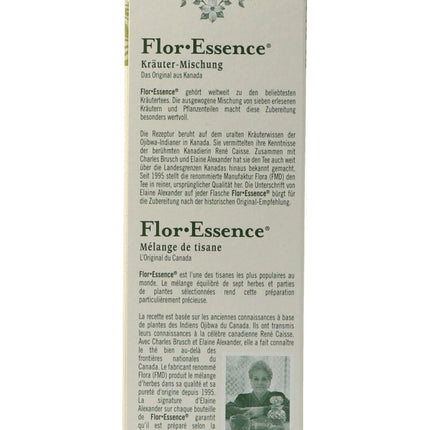 Flor•Essence®
Kräuter-Mischung
Das Original aus Kanada
Flor•Essence® gehört weltweit zu den beliebtesten
Kräutertees. Die ausgewogene Mischung von sieben erlesenen
Kräutern und Pflanzenteilen macht diese Zubereitung
besonders wertvoll.
Die Rezeptur beruht auf dem uralten Kräuterwissen der
Ojibwa-Indianer in Kanada. Sie vermittelten ihre Kenntnisse
der berühmten Kanadierin René Caisse. Zusammen mit
Charles Brusch und Elaine Alexander hat sie den Tee auch weit
über die Landesgrenzen Kanadas hinaus bekannt gemacht.
Seit 1995 stellt die renommierte Manufaktur Flora (FMD) den
Tee in reiner, ursprünglicher Qualität her. Die Unterschrift von
Elaine Alexander auf jeder Flasche Flor•Essence® bürgt für
die Zubereitung nach der historischen Original-Empfehlung.
Flor•Essence®
Mélange de tisane
L'Original du Canada
Flor•Essence® est l'une des tisanes les plus populaires au
monde. Le mélange équilibré de sept herbes et parties
de plantes sélectionnées rend cette préparation
particulièrement précieuse.
La recette est basée sur les anciennes connaissances à base
de plantes des Indiens Ojibwa du Canada. Ils ont transmis
leurs connaissances à la célèbre canadienne René Caisse.
Avec Charles Brusch et Elaine Alexander, elle a fait connaître
le thé bien au-delà des
frontières nationales du
Canada. Le fabricant renommé
Flora (FMD) produit le mélange
d'herbes dans sa qualité et sa
pureté d'origine depuis 1995.
La signature d'Elaine
Alexander sur chaque bouteille
de Flor•Essence® garantit
qu'il est préparé selon la